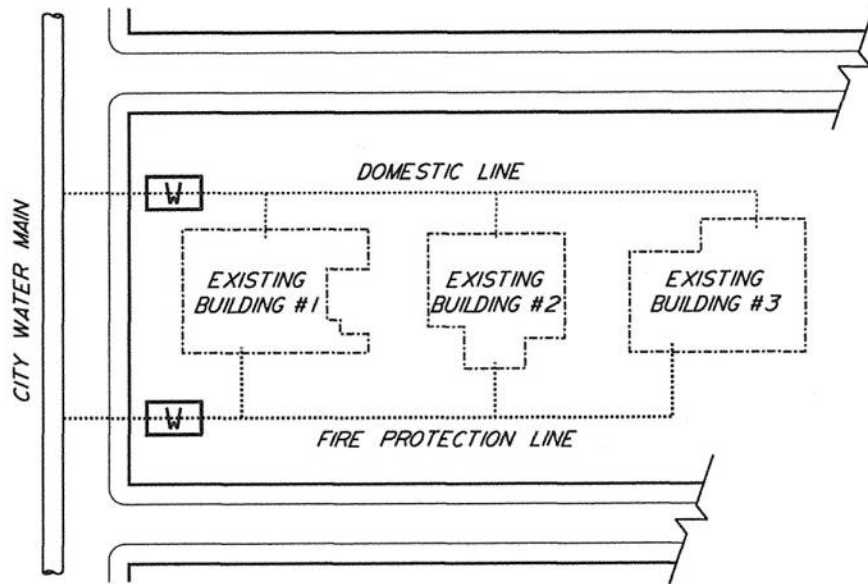 CITY WATER MAIN
W
DOMESTIC LINE
EXISTING
BUILDING #1
EXISTING
BUILDING #2
EXISTING
BUILDING #3
W
FIRE PROTECTION LINE